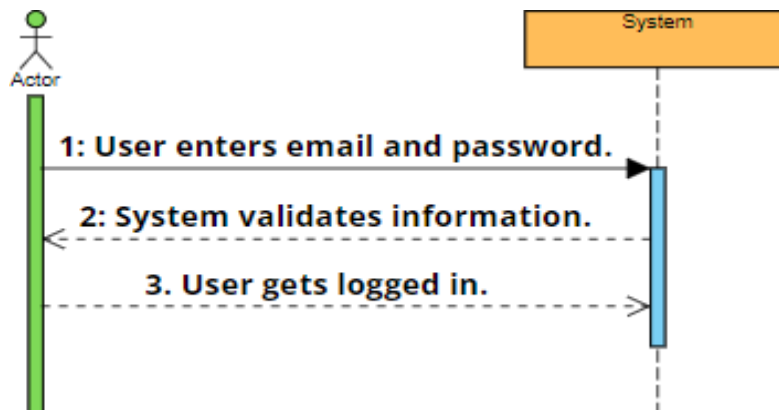 System
Actor
1: User enters email and password.
2: System validates information.
3. User gets logged in.